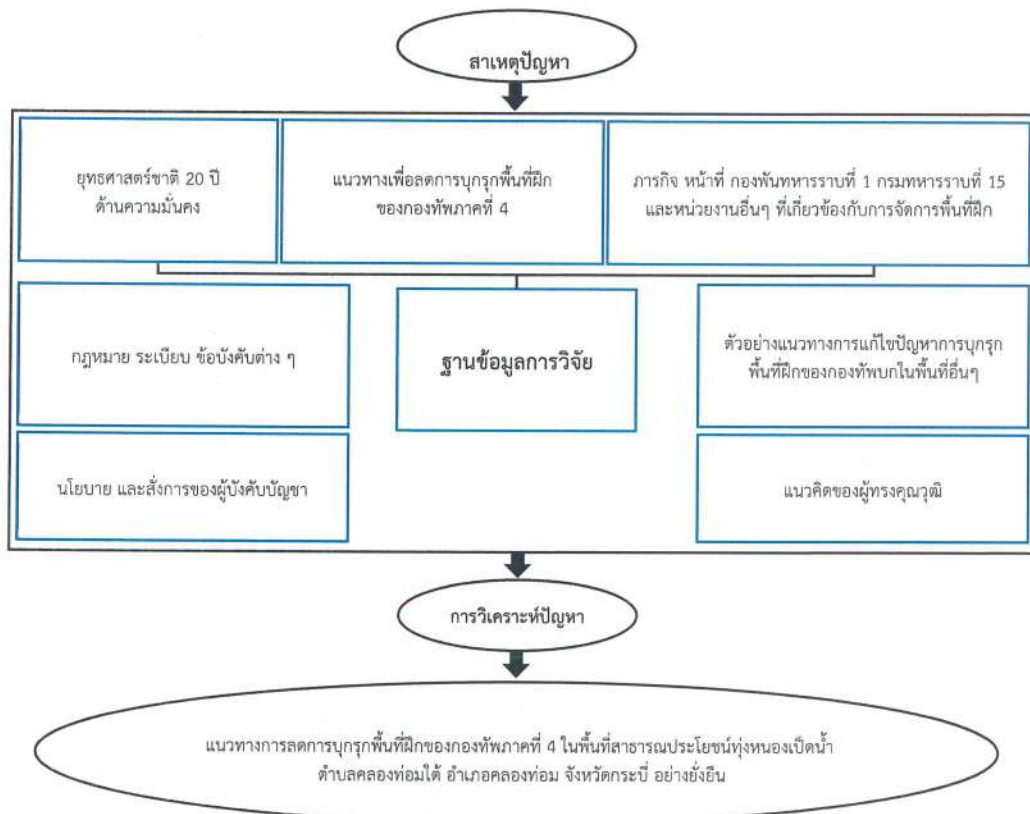 สาเหตุปัญหา
ยุทธศาสตร์ชาติ 20 ปี
ด้านความมั่นคง
แนวทางเพื่อลดการบุกรุกพื้นที่ฝึก
ของกองทัพภาคที่ 4
ภารกิจ หน้าที่ กองพันทหารราบที่ 1 กรมทหารราบที่ 15
และหน่วยงานอื่นๆ ที่เกี่ยวข้องกับการจัดการพื้นที่ฝึก
กฎหมาย ระเบียบ ข้อบังคับต่าง ๆ
ฐานข้อมูลการวิจัย
ตัวอย่างแนวทางการแก้ไขปัญหาการบุกรุก
พื้นที่ฝึกของกองทัพบกในพื้นที่อื่นๆ
นโยบาย และสั่งการของผู้บังคับบัญชา
แนวคิดของผู้ทรงคุณวุฒิ
การวิเคราะห์ปัญหา
แนวทางการลดการบุกรุกพื้นที่ฝึกของกองทัพภาคที่ 4 ในพื้นที่สาธารณประโยชน์ทุ่งหนองเป็ดน้ำ
ตำบลคลองท่อมใต้ อำเภอคลองท่อม จังหวัดกระบี่ อย่างยั่งยืน